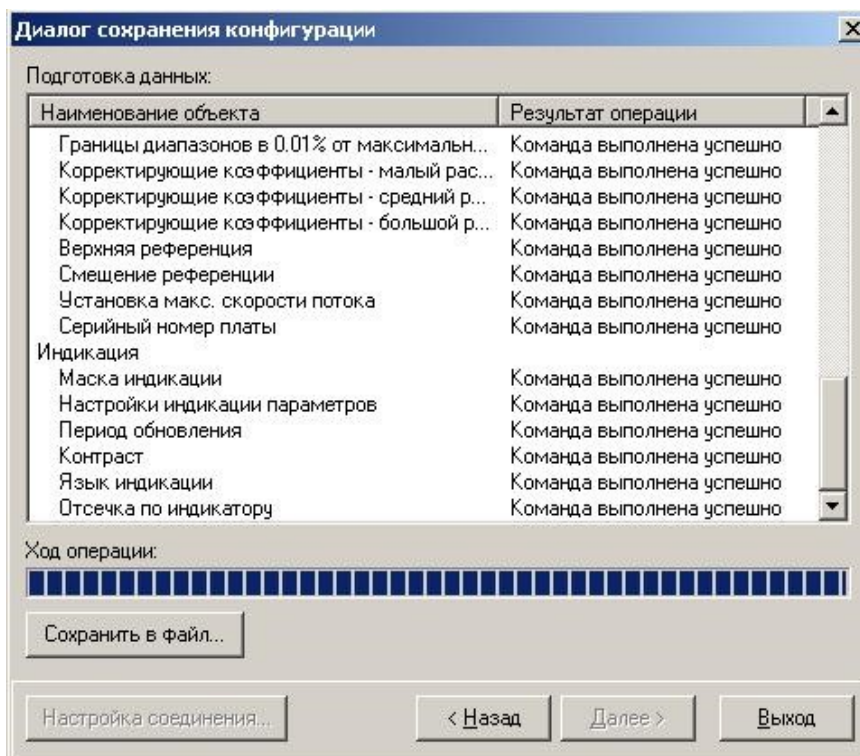 Диалог сохранения конфигурации
Подготовка данных:
Наименование объекта Результат операции
Границы диапазонов в 0.01% от максимальн... Команда выполнена успешно
Корректирующие коэффициенты - малый рас... Команда выполнена успешно
Корректирующие коэффициенты - средний р... Команда выполнена успешно
Корректирующие коэффициенты - большой р... Команда выполнена успешно
Верхняя референция Команда выполнена успешно
Смещение референции Команда выполнена успешно
Установка макс. скорости потока Команда выполнена успешно
Серийный номер платы Команда выполнена успешно
Индикация
Маска индикации Команда выполнена успешно
Настройки индикации параметров Команда выполнена успешно
Период обновления Команда выполнена успешно
Контраст Команда выполнена успешно
Язык индикации Команда выполнена успешно
Отсечка по индикатору Команда выполнена успешно
Ход операции:
Сохранить в файл...
Настройка соединения... < Назад Далее > Выход